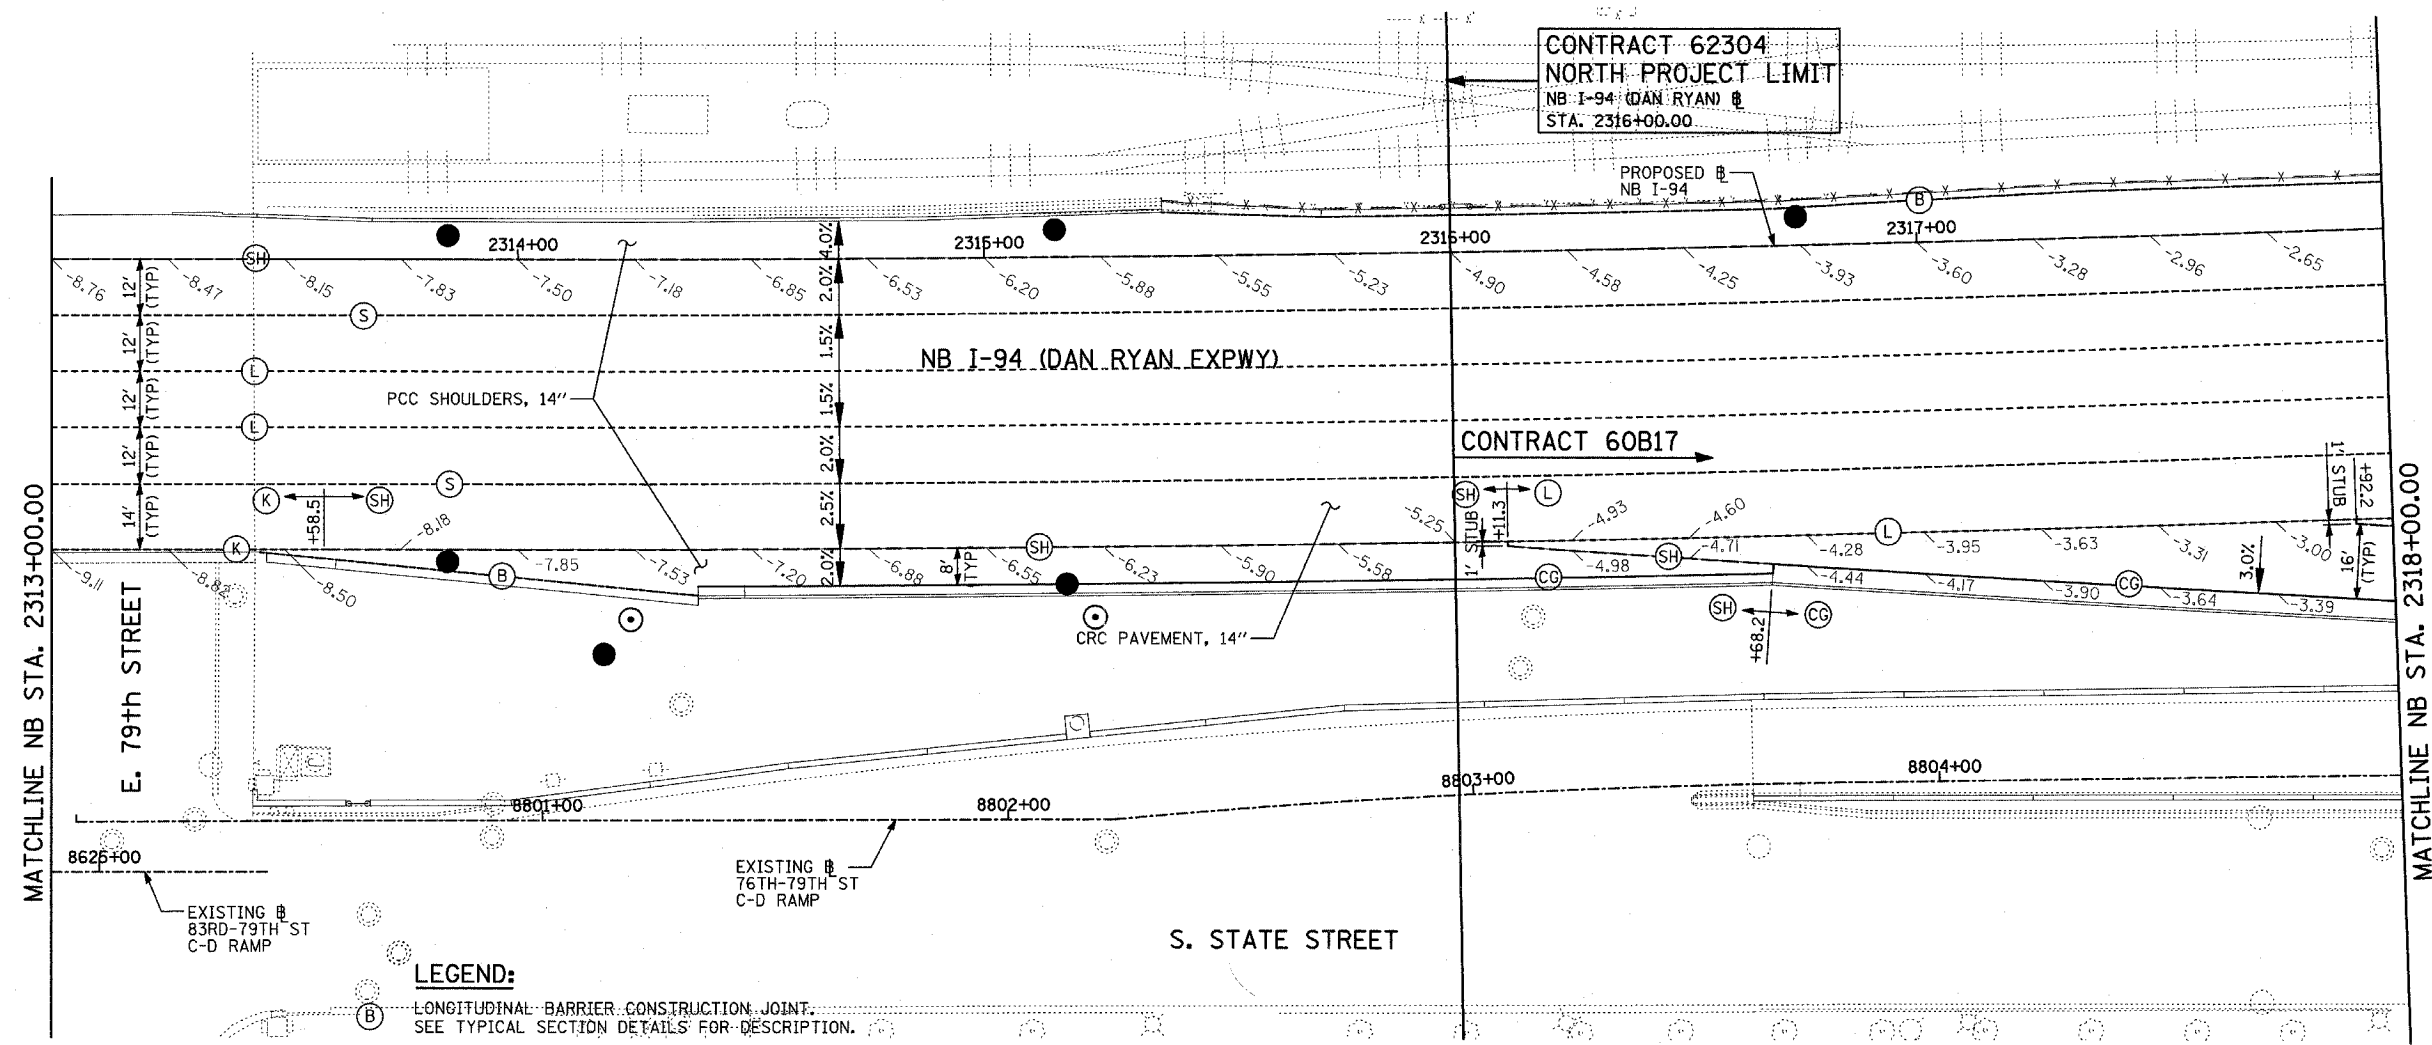 CONTRACT 62304
NORTH PROJECT LIMIT
NB I-94 (DAN RYAN) ℄
STA. 2316+00.00
PROPOSED ℄
NB I-94
B
2314+00
2315+00
2316+00
2317+00
SH
-8.76
-8.47
-8.15
-7.83
-7.50
-7.18
-6.85
-6.53
-6.20
-5.88
-5.55
-5.23
-4.90
-4.58
-4.25
-3.93
-3.60
-3.28
-2.96
-2.65
12' (TYP)
12' (TYP)
12' (TYP)
12' (TYP)
14' (TYP)
4.0%
2.0%
1.5%
1.5%
2.0%
2.5%
2.0%
S
L
L
S
NB I-94 (DAN RYAN EXPWY)
PCC SHOULDERS, 14"
CONTRACT 60B17
K
SH
+58.5
SH
L
+11.3
1' STUB
1' STUB
+92.2
K
-8.18
SH
-5.25
-4.93
-4.60
L
-9.11
-8.82
-8.50
B
-7.85
-7.53
-7.20
-6.88
8' (TYP)
-6.55
-6.23
-5.90
-5.58
CG
-4.98
SH
-4.71
-4.28
-3.95
-3.63
-3.31
-3.00
-4.44
-4.17
-3.90
CG
-3.64
-3.39
3.0%
16' (TYP)
SH
CG
+68.2
CRC PAVEMENT, 14"
MATCHLINE NB STA. 2313+00.00
E. 79th STREET
MATCHLINE NB STA. 2318+00.00
8801+00
8802+00
8803+00
8804+00
8625+00
EXISTING ℄
83RD-79TH ST
C-D RAMP
EXISTING ℄
76TH-79TH ST
C-D RAMP
S. STATE STREET
LEGEND:
B
LONGITUDINAL BARRIER CONSTRUCTION JOINT.
SEE TYPICAL SECTION DETAILS FOR DESCRIPTION.